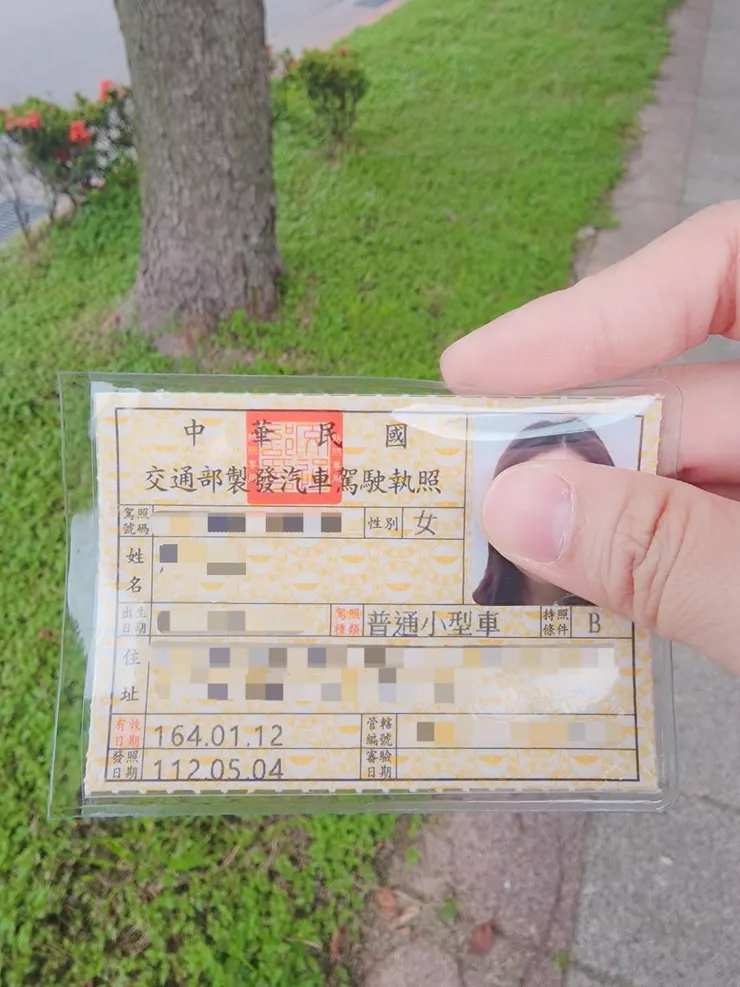 中華民國
交通部製發汽車駕駛執照
駕照號碼
性別 女
姓名
出生日期
駕照種類 普通小型車
持照條件 B
住址
有效日期 164.01.12
管轄編號
發照日期 112.05.04
審驗日期